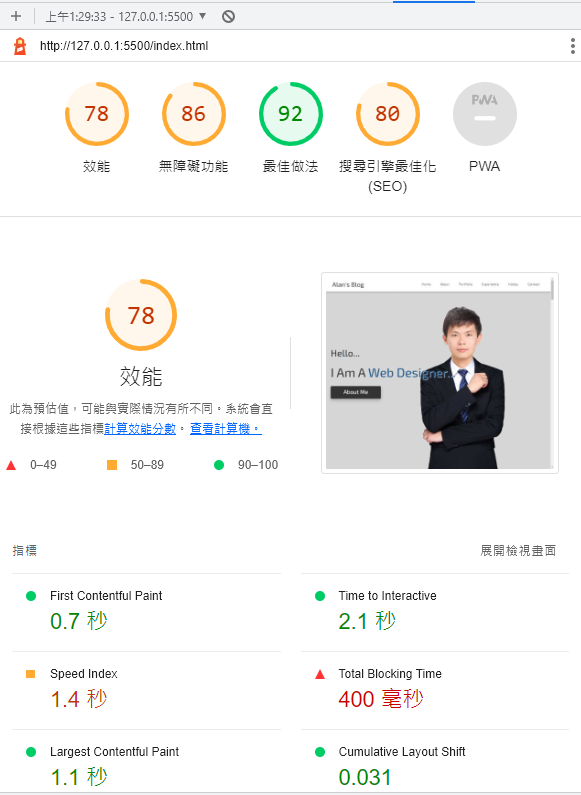 上午1:29:33 - 127.0.0.1:5500
http://127.0.0.1:5500/index.html
78
86
92
80
PWA
效能
無障礙功能
最佳做法
搜尋引擎最佳化
(SEO)
PWA
78
效能
此為預估值，可能與實際情況有所不同。系統會直
接根據這些指標計算效能分數。查看計算機。
0–49
50–89
90–100
Alan's Blog
Home
About
Portfolio
Experience
Hobby
Contact
Hello...
I Am A Web Designer..
About Me
指標
展開檢視畫面
First Contentful Paint
0.7 秒
Time to Interactive
2.1 秒
Speed Index
1.4 秒
Total Blocking Time
400 毫秒
Largest Contentful Paint
1.1 秒
Cumulative Layout Shift
0.031